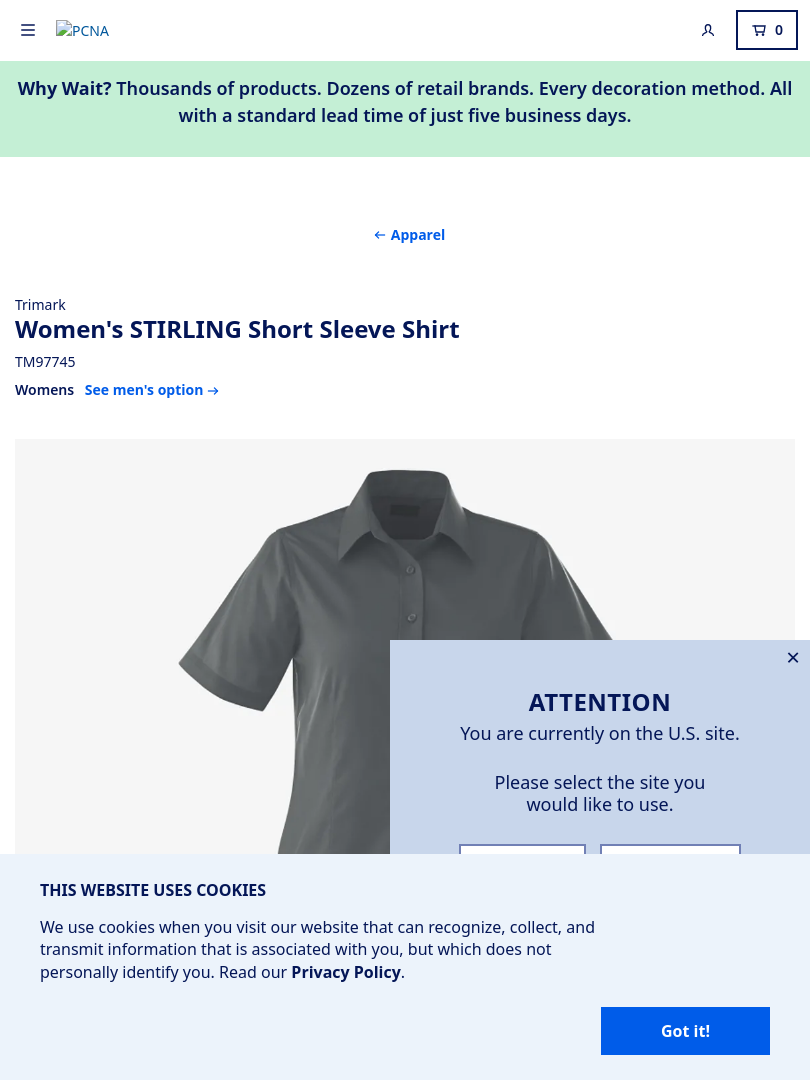 PCNA
0
Why Wait? Thousands of products. Dozens of retail brands. Every decoration method. All
with a standard lead time of just five business days.
← Apparel
Trimark
Women's STIRLING Short Sleeve Shirt
TM97745
Womens See men's option →
ATTENTION
You are currently on the U.S. site.
Please select the site you
would like to use.
THIS WEBSITE USES COOKIES
We use cookies when you visit our website that can recognize, collect, and
transmit information that is associated with you, but which does not
personally identify you. Read our Privacy Policy.
Got it!